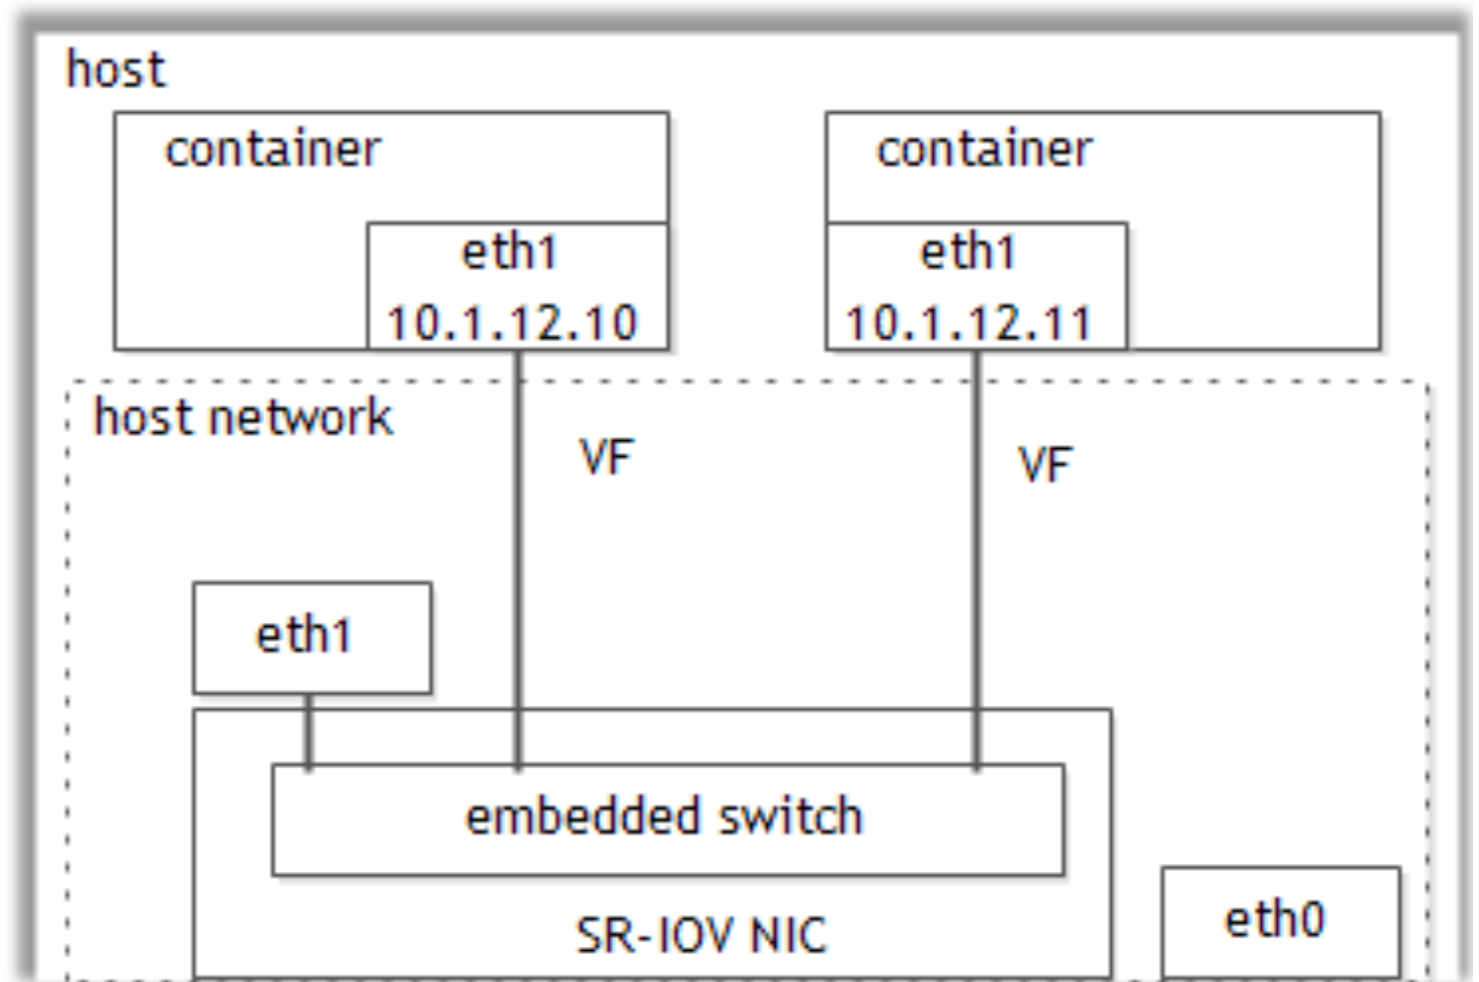 host
container
container
eth1
10.1.12.10
eth1
10.1.12.11
host network
VF
VF
eth1
embedded switch
SR-IOV NIC
eth0